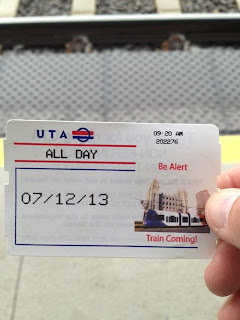 UTA
09:20 AM
202276
ALL DAY
Be Alert
07/12/13
Train Coming!